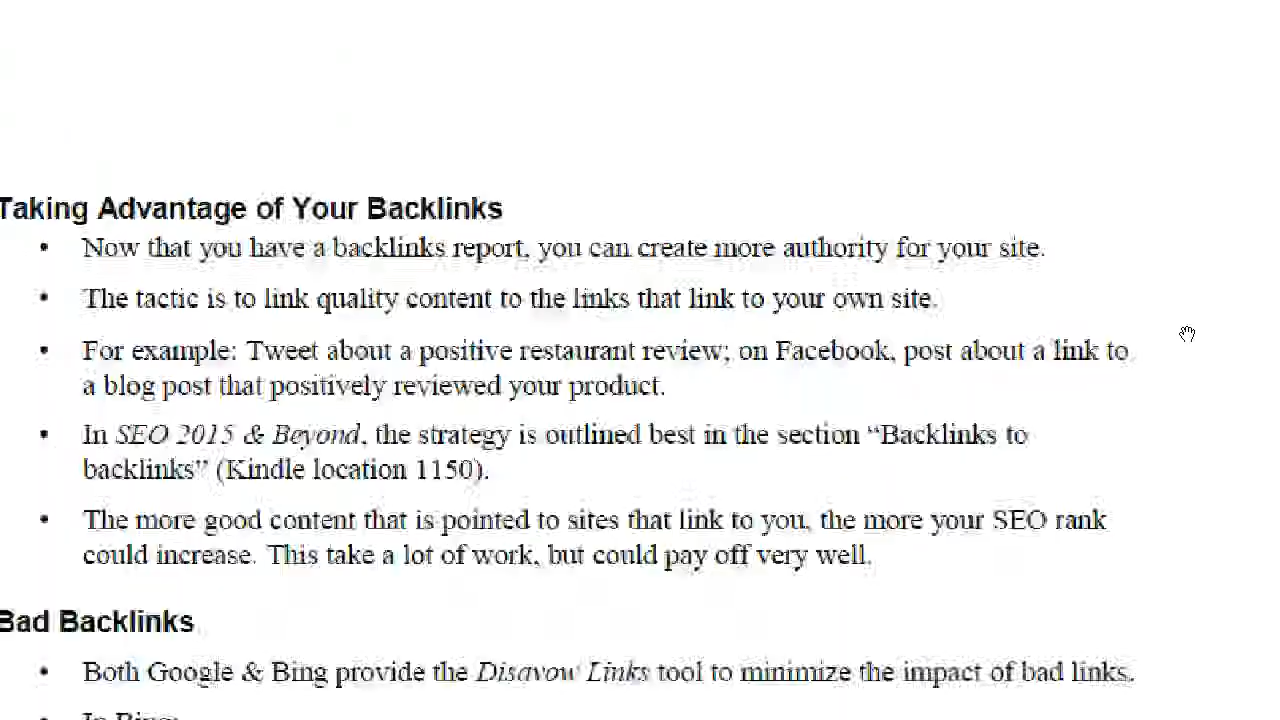 Taking Advantage of Your Backlinks
• Now that you have a backlinks report, you can create more authority for your site.
• The tactic is to link quality content to the links that link to your own site.
• For example: Tweet about a positive restaurant review; on Facebook, post about a link to
a blog post that positively reviewed your product.
• In SEO 2015 & Beyond, the strategy is outlined best in the section “Backlinks to
backlinks” (Kindle location 1150).
• The more good content that is pointed to sites that link to you, the more your SEO rank
could increase. This take a lot of work, but could pay off very well.
Bad Backlinks
• Both Google & Bing provide the Disavow Links tool to minimize the impact of bad links.
• In Bing: